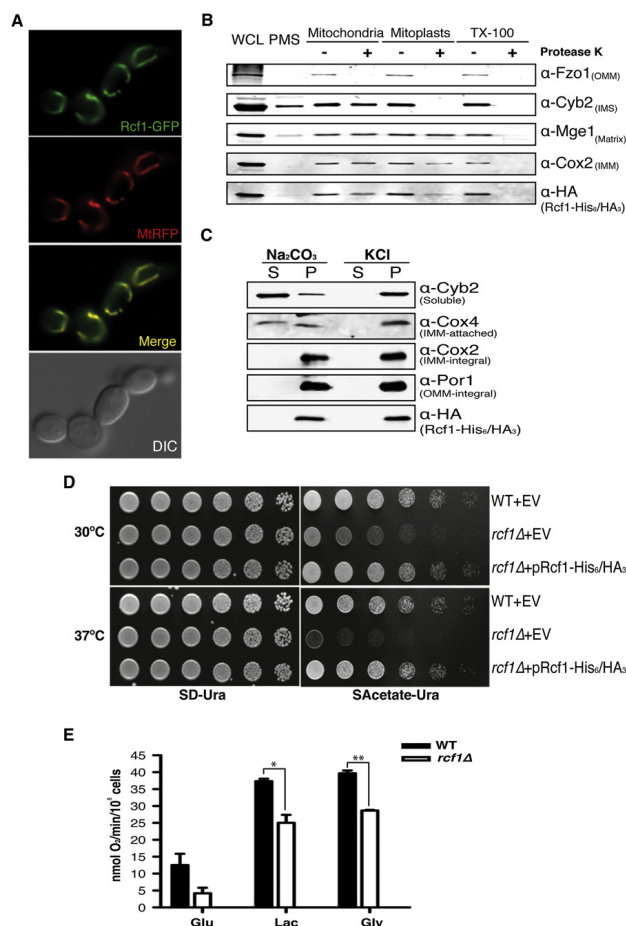 A
Rcf1-GFP
MtRFP
Merge
DIC
B
WCL PMS Mitochondria Mitoplasts TX-100
- + - + - + Protease K
α-Fzo1(OMM)
α-Cyb2(IMS)
α-Mge1(Matrix)
α-Cox2(IMM)
α-HA
(Rcf1-His₆/HA₃)
C
Na₂CO₃ KCl
S P S P
α-Cyb2
(Soluble)
α-Cox4
(IMM-attached)
α-Cox2
(IMM-integral)
α-Por1
(OMM-integral)
α-HA
(Rcf1-His₆/HA₃)
D
30ºC
WT+EV
rcf1Δ+EV
rcf1Δ+pRcf1-His₆/HA₃
37ºC
WT+EV
rcf1Δ+EV
rcf1Δ+pRcf1-His₆/HA₃
SD-Ura SAcetate-Ura
E
WT
rcf1Δ
nmol O₂/min/10⁸ cells
45
40
35
30
25
20
15
10
5
0
* **
Glu Lac Gly